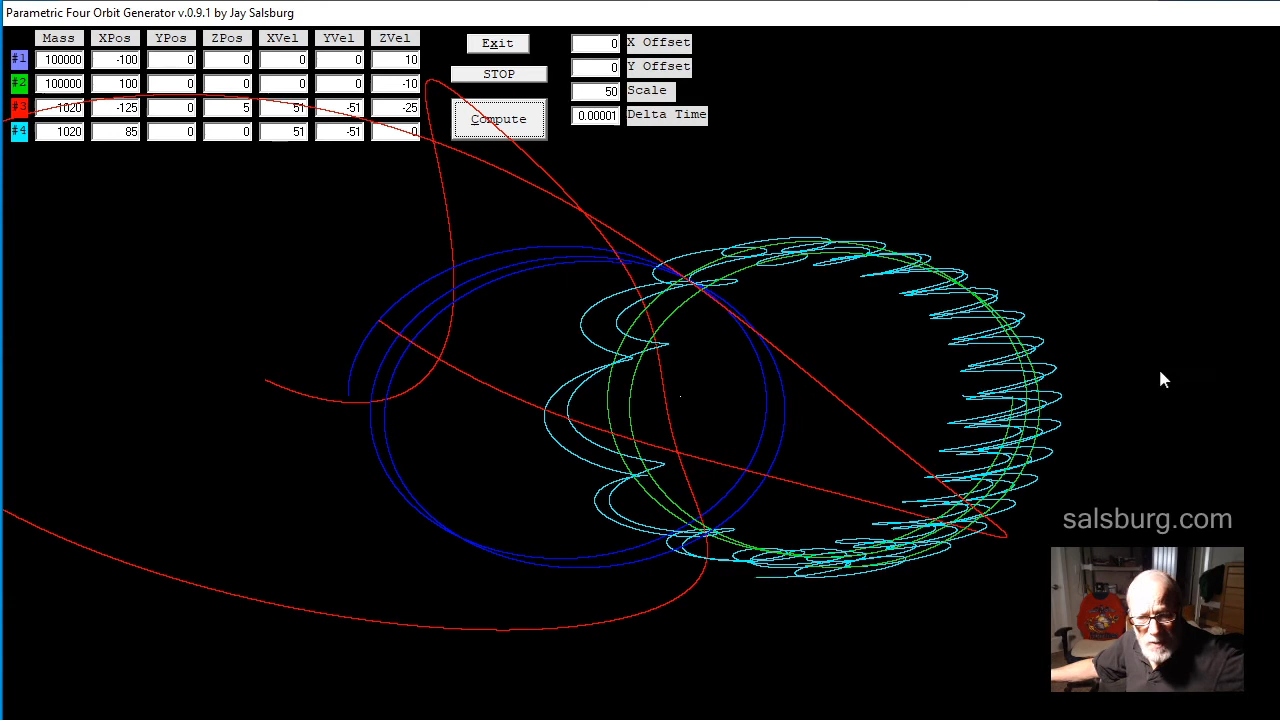 Parametric Four Orbit Generator v.0.9.1 by Jay Salsburg
Mass XPos YPos ZPos XVel YVel ZVel
#1 100000 -100 0 0 0 0 10
#2 100000 100 0 0 0 0 -10
#3 1020 -125 0 5 51 -51 -25
#4 1020 85 0 0 51 -51 0
Exit
STOP
Compute
0 X Offset
0 Y Offset
50 Scale
0.00001 Delta Time
salsburg.com